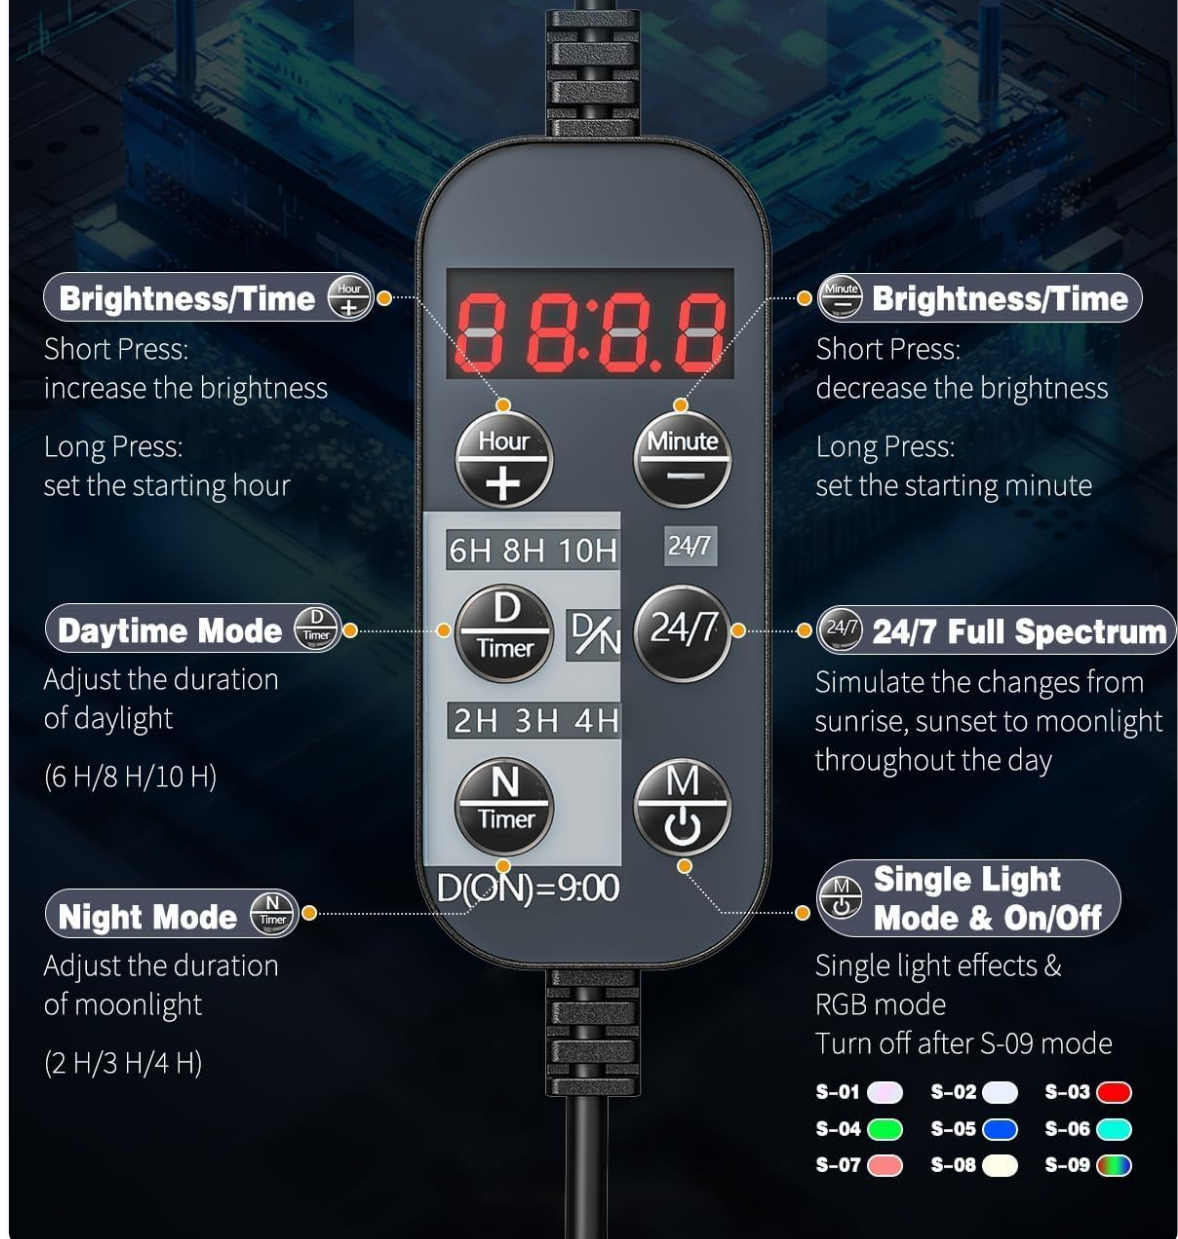 Brightness/Time Hour +
Short Press:
increase the brightness
Long Press:
set the starting hour
Daytime Mode D Timer
Adjust the duration
of daylight
(6 H/8 H/10 H)
Night Mode N Timer
Adjust the duration
of moonlight
(2 H/3 H/4 H)
88:8.8
Hour +
Minute −
6H 8H 10H
24/7
D Timer
D/N
24/7
2H 3H 4H
N Timer
M
D(ON)=9:00
Minute − Brightness/Time
Short Press:
decrease the brightness
Long Press:
set the starting minute
24/7 24/7 Full Spectrum
Simulate the changes from
sunrise, sunset to moonlight
throughout the day
M Single Light
Mode & On/Off
Single light effects &
RGB mode
Turn off after S-09 mode
S-01 S-02 S-03
S-04 S-05 S-06
S-07 S-08 S-09